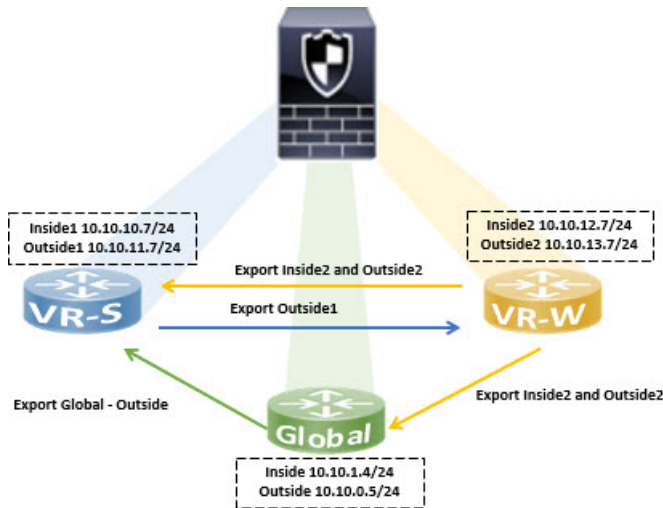 Inside1 10.10.10.7/24
Outside1 10.10.11.7/24
Inside2 10.10.12.7/24
Outside2 10.10.13.7/24
Export Inside2 and Outside2
VR-S
VR-W
Export Outside1
Export Global - Outside
Export Inside2 and Outside2
Global
Inside 10.10.1.4/24
Outside 10.10.0.5/24